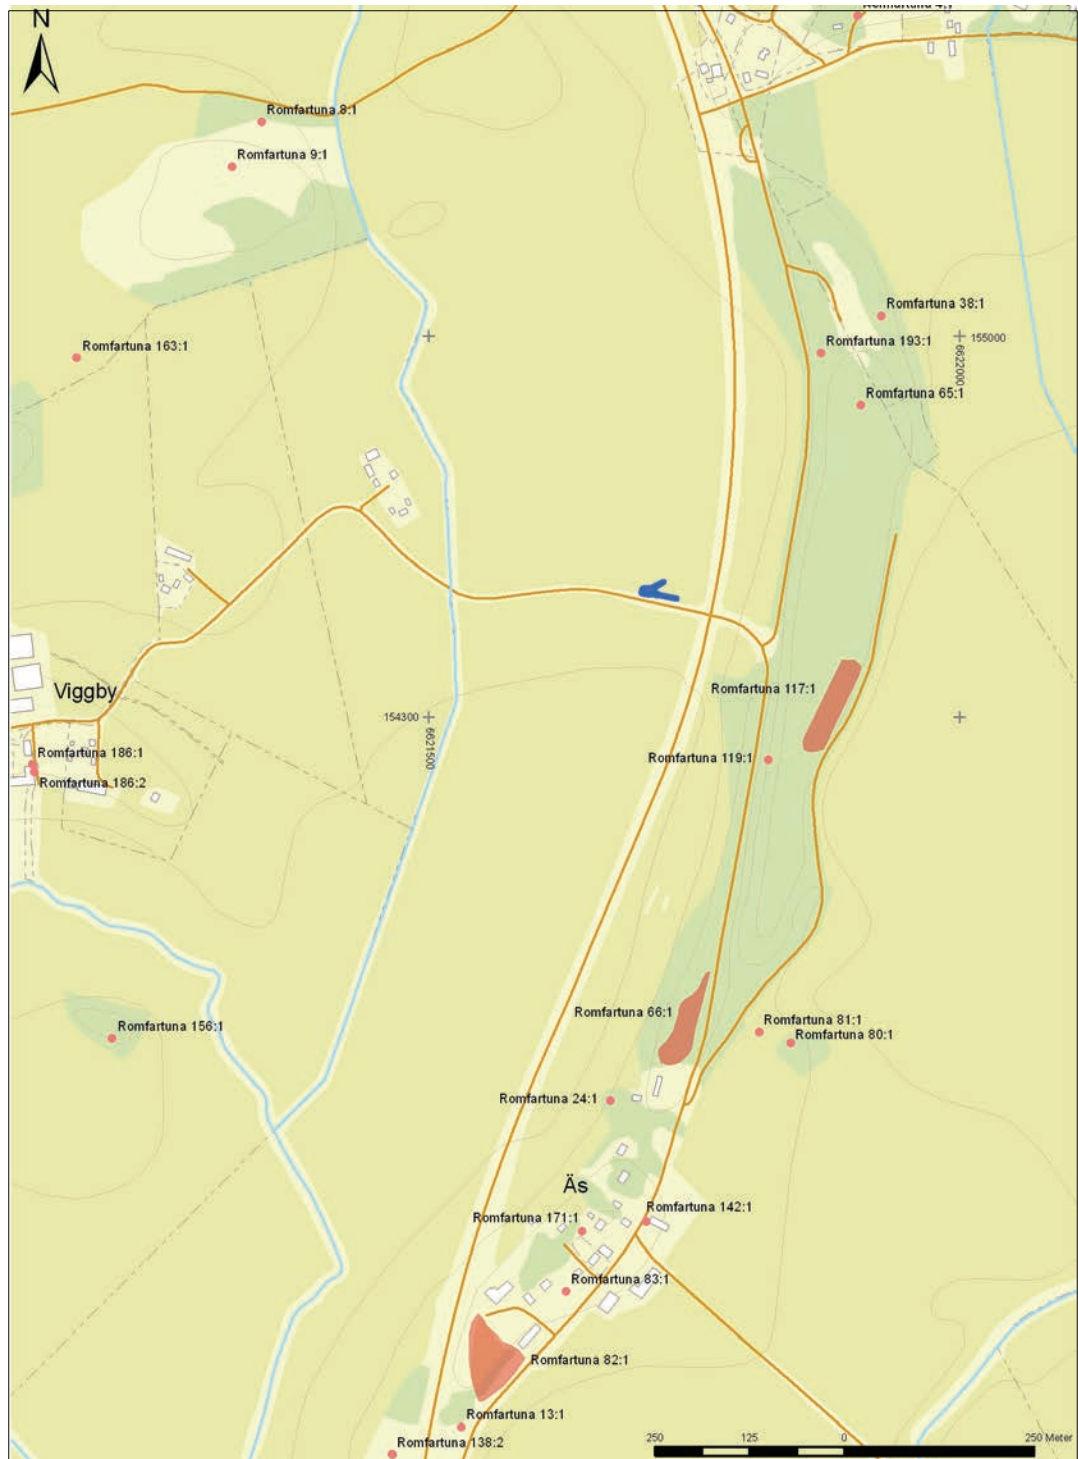 N
Romfartuna 8:1
Romfartuna 9:1
Romfartuna 38:1
155000
6622000
Romfartuna 163:1
Romfartuna 193:1
Romfartuna 65:1
Viggby
Romfartuna 117:1
154300
6621500
Romfartuna 186:1
Romfartuna 119:1
Romfartuna 186:2
Romfartuna 66:1
Romfartuna 81:1
Romfartuna 156:1
Romfartuna 80:1
Romfartuna 24:1
Äs
Romfartuna 142:1
Romfartuna 171:1
Romfartuna 83:1
Romfartuna 82:1
Romfartuna 13:1
Romfartuna 138:2
250 125 0 250 Meter